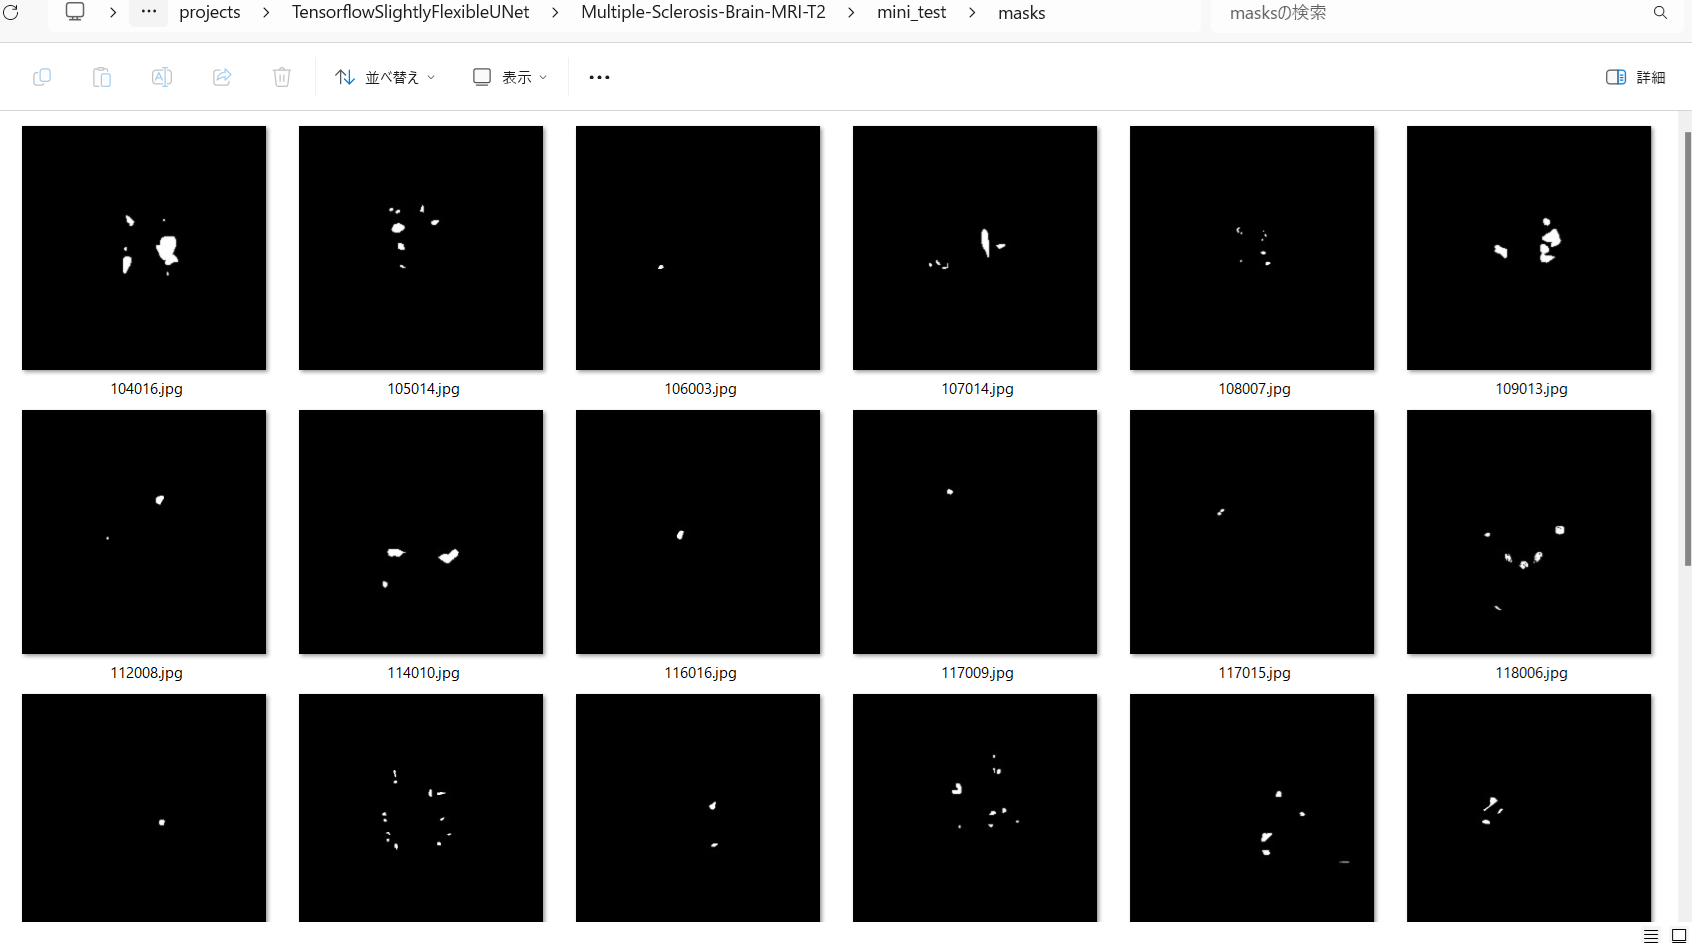 projects > TensorflowSlightlyFlexibleUNet > Multiple-Sclerosis-Brain-MRI-T2 > mini_test > masks
masksの検索
並べ替え 表示 詳細
104016.jpg 105014.jpg 106003.jpg 107014.jpg 108007.jpg 109013.jpg
112008.jpg 114010.jpg 116016.jpg 117009.jpg 117015.jpg 118006.jpg